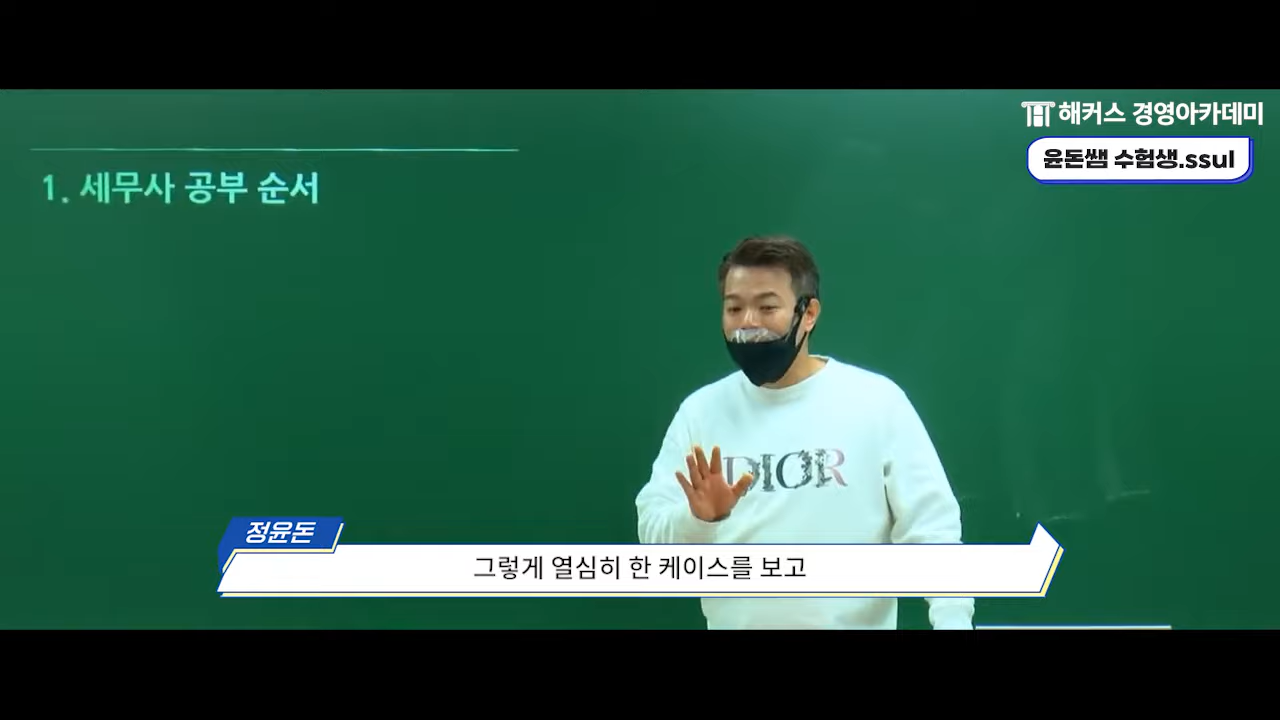 해커스 경영아카데미
윤돈쌤 수험생.ssul
1. 세무사 공부 순서
DIOR
정윤돈
그렇게 열심히 한 케이스를 보고